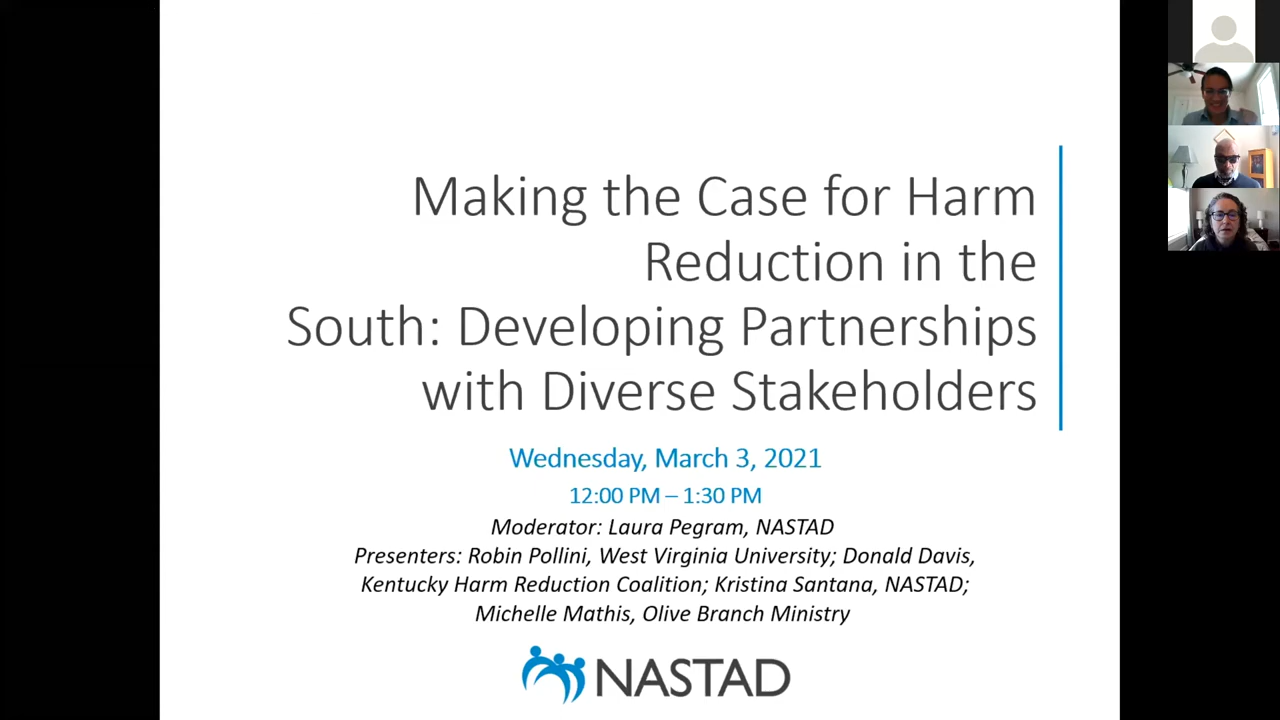 Making the Case for Harm
Reduction in the
South: Developing Partnerships
with Diverse Stakeholders
Wednesday, March 3, 2021
12:00 PM – 1:30 PM
Moderator: Laura Pegram, NASTAD
Presenters: Robin Pollini, West Virginia University; Donald Davis,
Kentucky Harm Reduction Coalition; Kristina Santana, NASTAD;
Michelle Mathis, Olive Branch Ministry
NASTAD